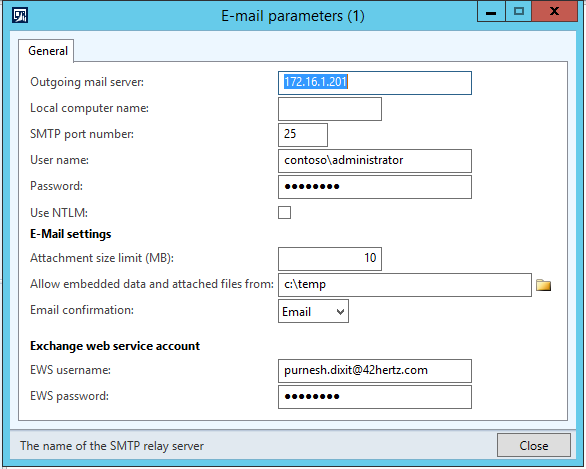 E-mail parameters (1)
General
Outgoing mail server: 172.16.1.201
Local computer name:
SMTP port number: 25
User name: contoso\administrator
Password: ●●●●●●●●
Use NTLM:
E-Mail settings
Attachment size limit (MB): 10
Allow embedded data and attached files from: c:\temp
Email confirmation: Email
Exchange web service account
EWS username: purnesh.dixit@42hertz.com
EWS password: ●●●●●●●●
The name of the SMTP relay server Close